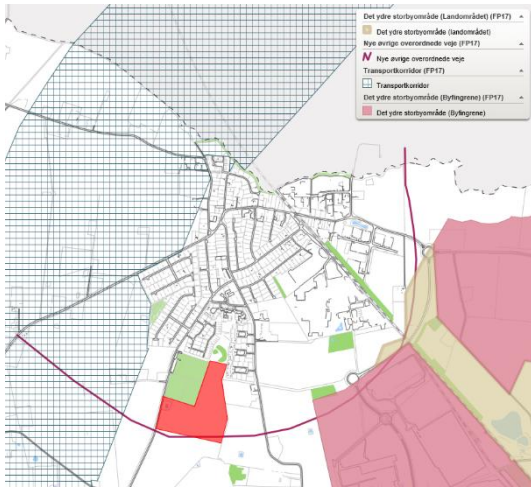 Det ydre storbyområde (Landområdet) (FP17)
Det ydre storbyområde (landområdet)
Nye øvrige overordnede veje (FP17)
Nye øvrige overordnede veje
Transportkorridor (FP17)
Transportkorridor
Det ydre storbyområde (Byfingrene) (FP17)
Det ydre storbyområde (Byfingrene)